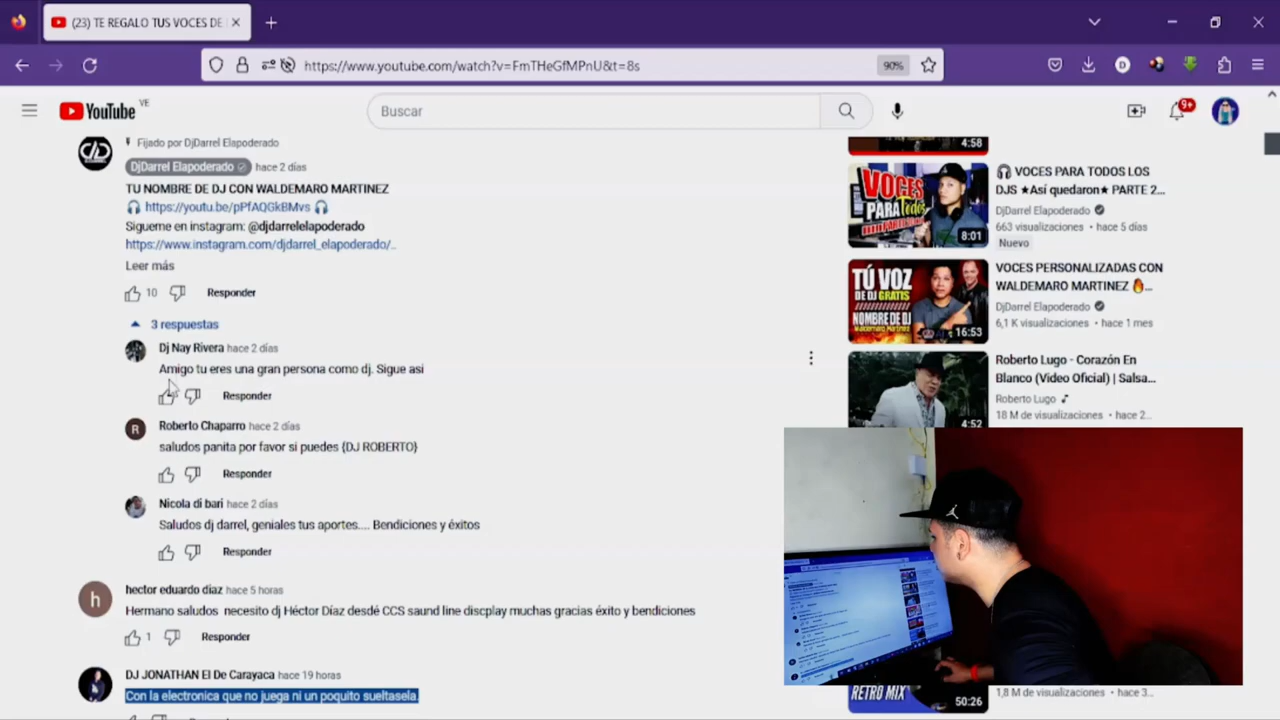 (23) TE REGALO TUS VOCES DE
https://www.youtube.com/watch?v=FmTHeGfMPnU&t=8s
90%
YouTube VE
Buscar
9+
Fijado por DjDarrel Elapoderado
DjDarrel Elapoderado hace 2 días
TU NOMBRE DE DJ CON WALDEMARO MARTINEZ
https://youtu.be/pPfAQGkBMvs
Sigueme en instagram: @djdarrelelapoderado
https://www.instagram.com/djdarrel_elapoderado/..
Leer más
10 Responder
3 respuestas
Dj Nay Rivera hace 2 días
Amigo tu eres una gran persona como dj. Sigue asi
Responder
R
Roberto Chaparro hace 2 días
saludos panita por favor si puedes {DJ ROBERTO}
Responder
Nicola di bari hace 2 días
Saludos dj darrel, geniales tus aportes.... Bendiciones y éxitos
Responder
h
hector eduardo díaz hace 5 horas
Hermano saludos necesito dj Héctor Díaz desdé CCS saund line discplay muchas gracias éxito y bendiciones
1 Responder
DJ JONATHAN El De Carayaca hace 19 horas
Con la electronica que no juega ni un poquito sueltasela.
4:58
VOCES
PARA Todos
LOS DJS
8:01
VOCES PARA TODOS LOS
DJS ★Así quedaron★ PARTE 2...
DjDarrel Elapoderado
663 visualizaciones • hace 5 días
Nuevo
TÚ VOZ
DE DJ GRATIS
NOMBRE DE DJ
Waldemaro Martinez
16:53
VOCES PERSONALIZADAS CON
WALDEMARO MARTINEZ
DjDarrel Elapoderado
6,1 K visualizaciones • hace 1 mes
4:52
Roberto Lugo - Corazón En
Blanco (Video Oficial) | Salsa...
Roberto Lugo
18 M de visualizaciones • hace 2...
RETRO MIX
50:26
1,8 M de visualizaciones • hace 3...